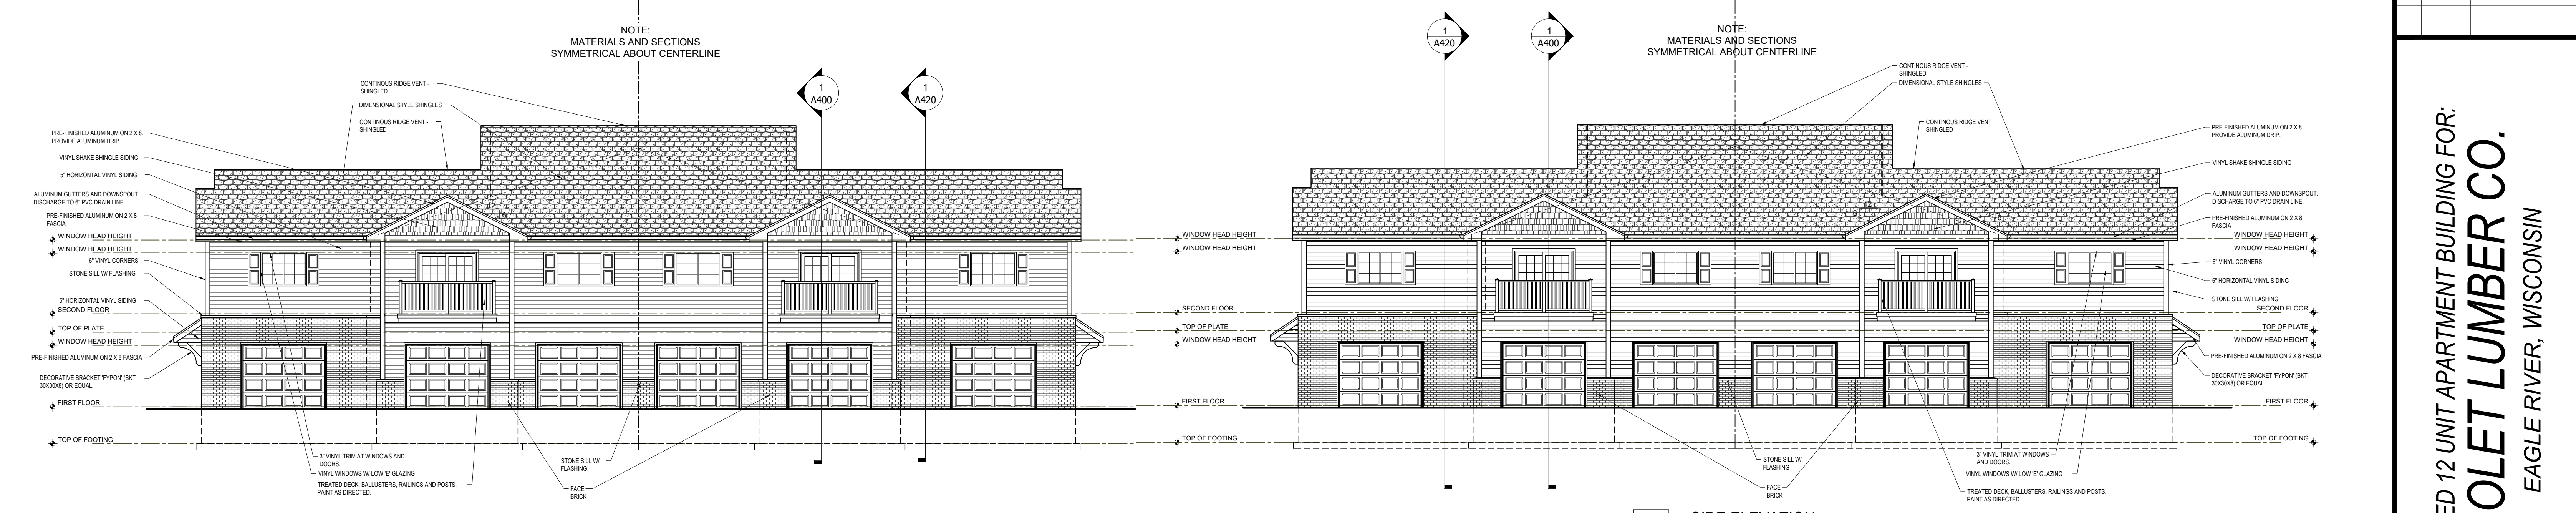 NOTE:
MATERIALS AND SECTIONS
SYMMETRICAL ABOUT CENTERLINE
CONTINOUS RIDGE VENT -
SHINGLED
DIMENSIONAL STYLE SHINGLES
CONTINOUS RIDGE VENT -
SHINGLED
1
A400
1
A420
PRE-FINISHED ALUMINUM ON 2 X 8.
PROVIDE ALUMINUM DRIP.
VINYL SHAKE SHINGLE SIDING
5" HORIZONTAL VINYL SIDING
ALUMINUM GUTTERS AND DOWNSPOUT.
DISCHARGE TO 6" PVC DRAIN LINE.
PRE-FINISHED ALUMINUM ON 2 X 8
FASCIA
WINDOW HEAD HEIGHT
WINDOW HEAD HEIGHT
6" VINYL CORNERS
STONE SILL W/ FLASHING
5" HORIZONTAL VINYL SIDING
SECOND FLOOR
TOP OF PLATE
WINDOW HEAD HEIGHT
PRE-FINISHED ALUMINUM ON 2 X 8 FASCIA
DECORATIVE BRACKET 'FYPON' (BKT
30X30X8) OR EQUAL.
FIRST FLOOR
TOP OF FOOTING
12
6
3" VINYL TRIM AT WINDOWS AND
DOORS.
VINYL WINDOWS W/ LOW 'E' GLAZING
TREATED DECK, BALLUSTERS, RAILINGS AND POSTS.
PAINT AS DIRECTED.
STONE SILL W/
FLASHING
FACE
BRICK
1
A420
1
A400
NOTE:
MATERIALS AND SECTIONS
SYMMETRICAL ABOUT CENTERLINE
CONTINOUS RIDGE VENT -
SHINGLED
DIMENSIONAL STYLE SHINGLES
CONTINOUS RIDGE VENT
SHINGLED
WINDOW HEAD HEIGHT
WINDOW HEAD HEIGHT
SECOND FLOOR
TOP OF PLATE
WINDOW HEAD HEIGHT
FIRST FLOOR
TOP OF FOOTING
12
6
12
6
PRE-FINISHED ALUMINUM ON 2 X 8
PROVIDE ALUMINUM DRIP.
VINYL SHAKE SHINGLE SIDING
ALUMINUM GUTTERS AND DOWNSPOUT.
DISCHARGE TO 6" PVC DRAIN LINE.
PRE-FINISHED ALUMINUM ON 2 X 8
FASCIA
WINDOW HEAD HEIGHT
WINDOW HEAD HEIGHT
6" VINYL CORNERS
5" HORIZONTAL VINYL SIDING
STONE SILL W/ FLASHING
SECOND FLOOR
TOP OF PLATE
WINDOW HEAD HEIGHT
PRE-FINISHED ALUMINUM ON 2 X 8 FASCIA
DECORATIVE BRACKET 'FYPON' (BKT
30X30X8) OR EQUAL.
FIRST FLOOR
TOP OF FOOTING
STONE SILL W/
FLASHING
FACE
BRICK
3" VINYL TRIM AT WINDOWS
AND DOORS.
VINYL WINDOWS W/ LOW 'E' GLAZING
TREATED DECK, BALLUSTERS, RAILINGS AND POSTS.
PAINT AS DIRECTED.
ED 12 UNIT APARTMENT BUILDING FOR:
OLET LUMBER CO.
EAGLE RIVER, WISCONSIN